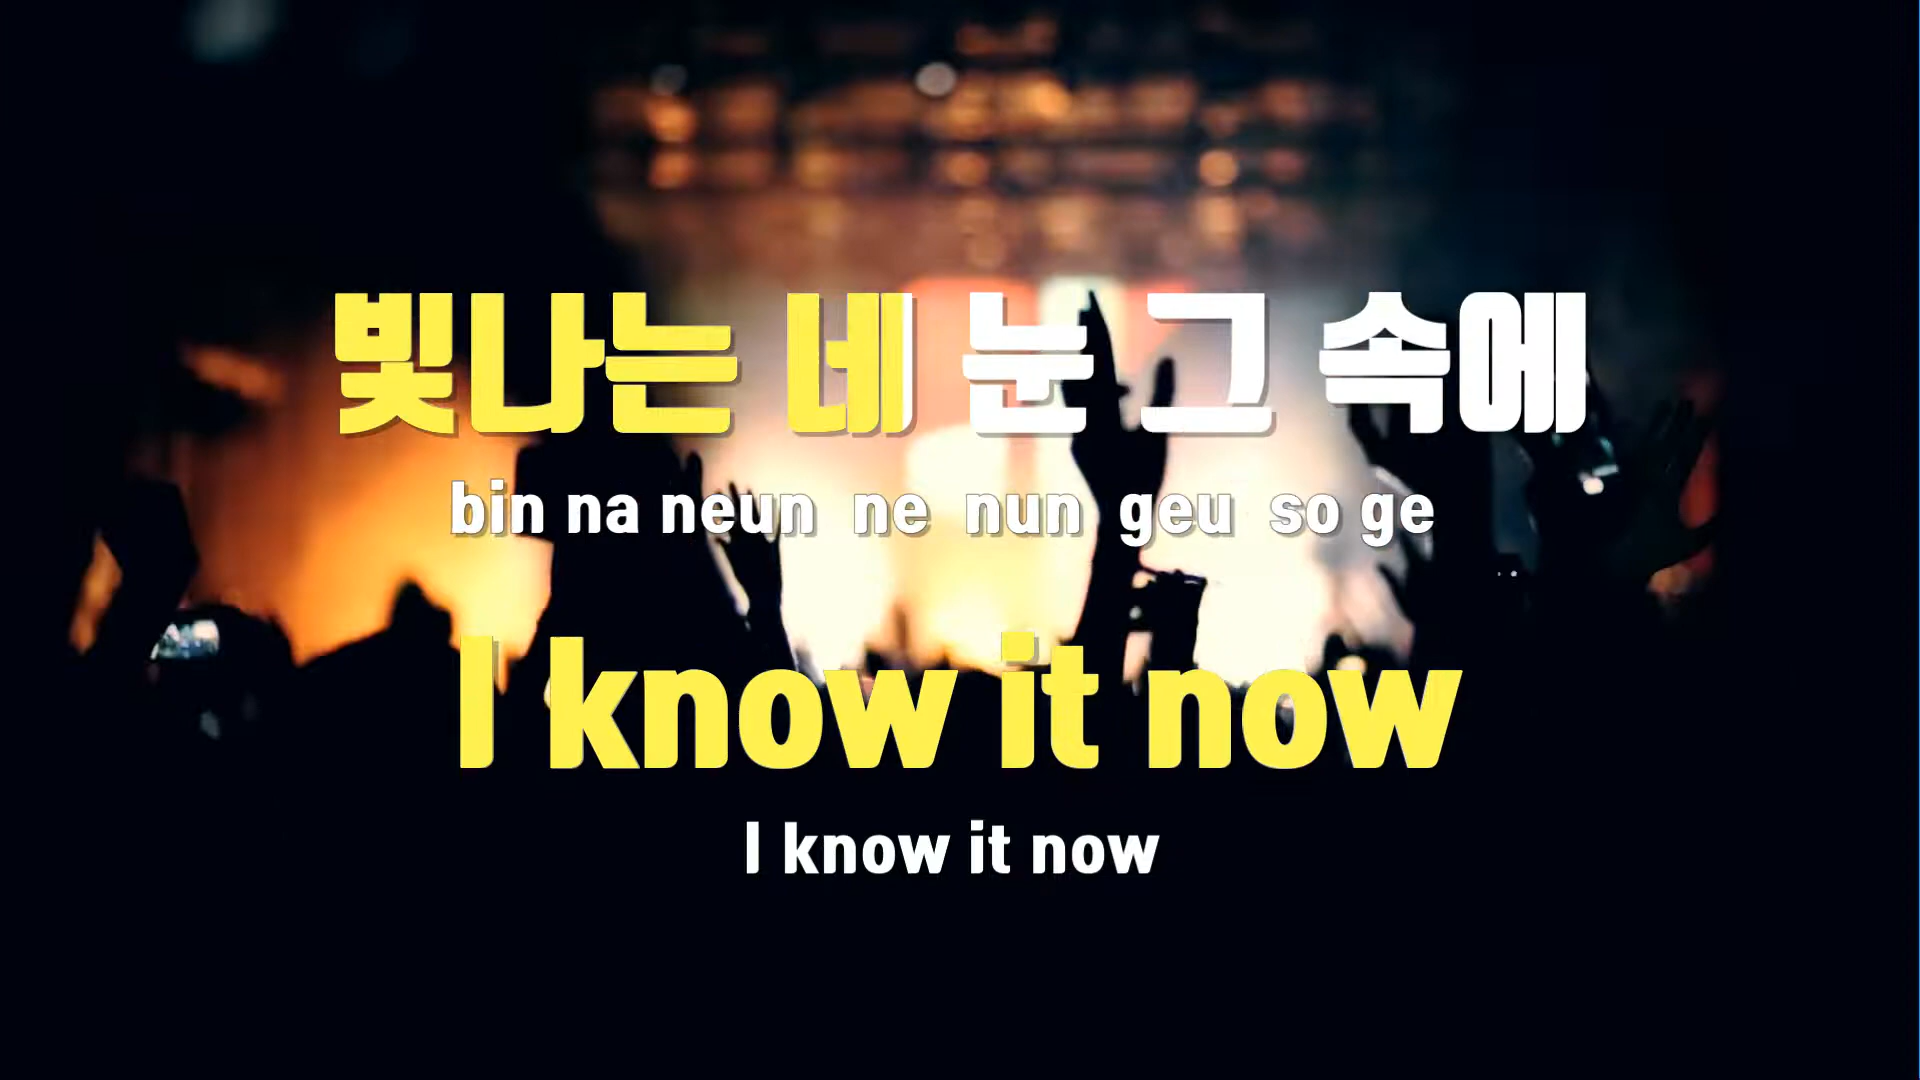 빛나는 네 눈 그 속에
bin na neun ne nun geu so ge
I know it now
I know it now